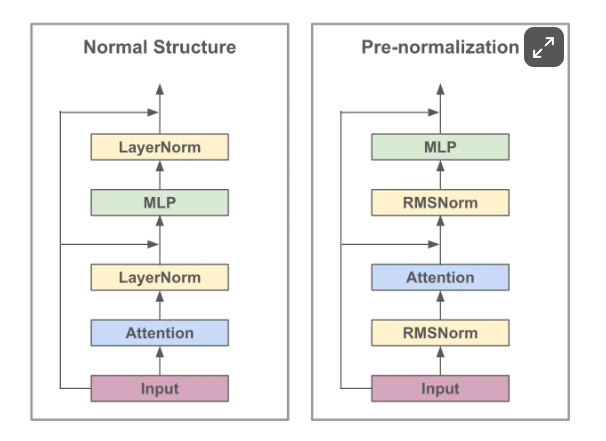 Normal Structure
LayerNorm
MLP
LayerNorm
Attention
Input
Pre-normalization
MLP
RMSNorm
Attention
RMSNorm
Input